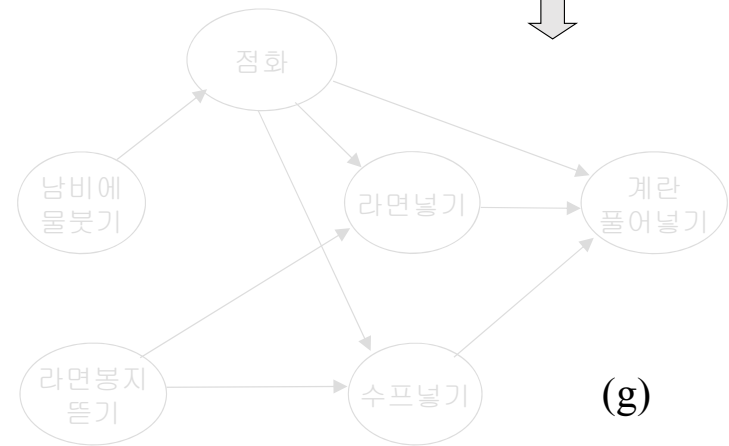 점화
남비에
물붓기
라면넣기
계란
풀어넣기
라면봉지
뜯기
수프넣기
(g)